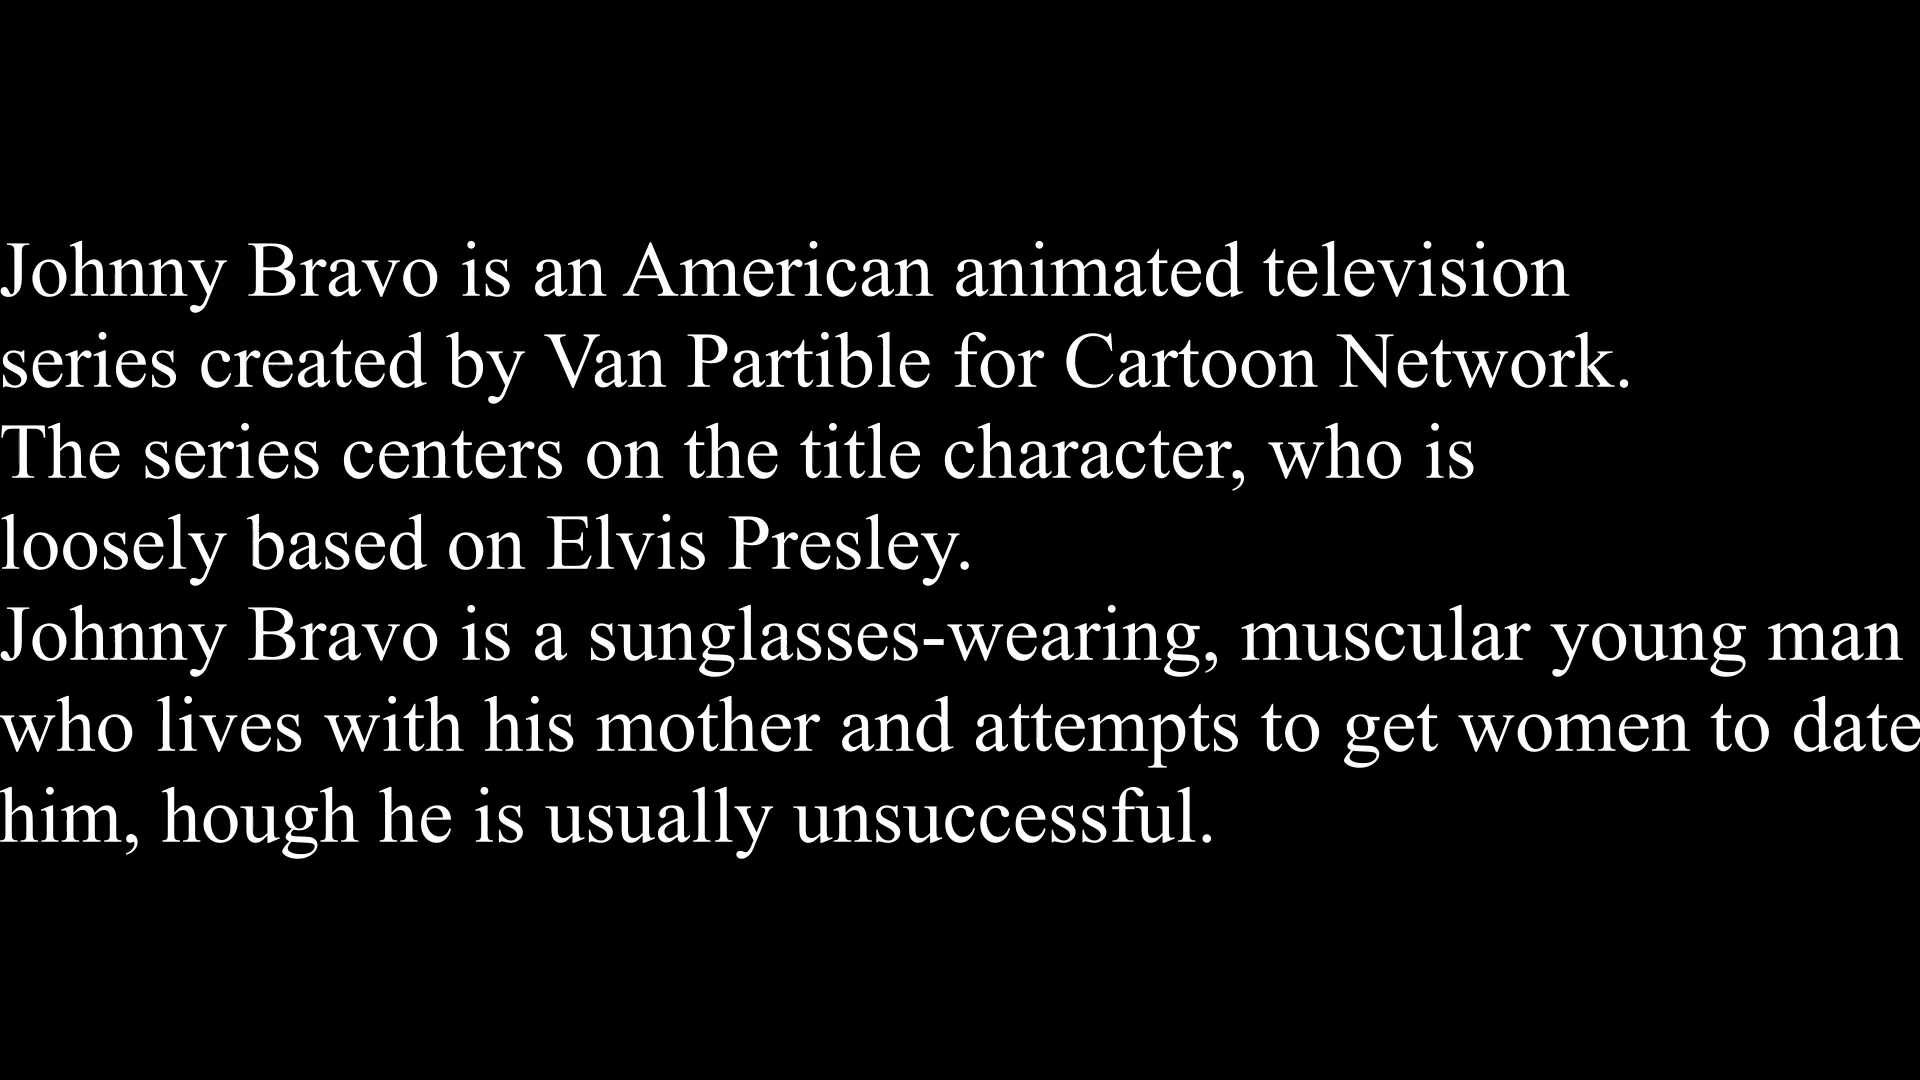 Johnny Bravo is an American animated television
series created by Van Partible for Cartoon Network.
The series centers on the title character, who is
loosely based on Elvis Presley.
Johnny Bravo is a sunglasses-wearing, muscular young man
who lives with his mother and attempts to get women to date
him, hough he is usually unsuccessful.